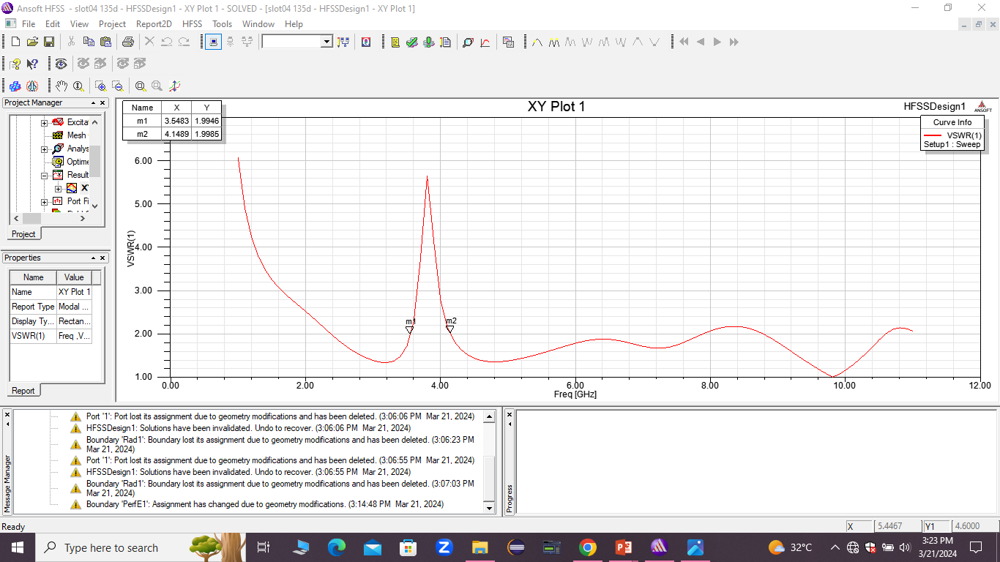 Ansoft HFSS - slot04 135d - HFSSDesign1 - XY Plot 1 - SOLVED - [slot04 135d - HFSSDesign1 - XY Plot 1]
File Edit View Project Report2D HFSS Tools Window Help
Project Manager
Excita
Mesh
Analys
Optime
Result
XY
Port Fi
Project
Properties
Name Value
Name XY Plot 1
Report Type Modal ...
Display Ty... Rectan...
VSWR(1) Freq ,V...
Report
Name X Y
m1 3.5483 1.9946
m2 4.1489 1.9985
XY Plot 1
HFSSDesign1
ANSOFT
Curve Info
VSWR(1)
Setup1 : Sweep
6.00
5.00
4.00
3.00
2.00
1.00
VSWR(1)
m1
m2
0.00 2.00 4.00 6.00 8.00 10.00 12.00
Freq [GHz]
Message Manager
Port '1': Port lost its assignment due to geometry modifications and has been deleted. (3:06:06 PM Mar 21, 2024)
HFSSDesign1: Solutions have been invalidated. Undo to recover. (3:06:06 PM Mar 21, 2024)
Boundary 'Rad1': Boundary lost its assignment due to geometry modifications and has been deleted. (3:06:23 PM
Mar 21, 2024)
Port '1': Port lost its assignment due to geometry modifications and has been deleted. (3:06:55 PM Mar 21, 2024)
HFSSDesign1: Solutions have been invalidated. Undo to recover. (3:06:55 PM Mar 21, 2024)
Boundary 'Rad1': Boundary lost its assignment due to geometry modifications and has been deleted. (3:07:03 PM
Mar 21, 2024)
Boundary 'PerfE1': Assignment has changed due to geometry modifications. (3:14:48 PM Mar 21, 2024)
Progress
Ready
X 5.4467 Y1 4.6000
Type here to search
32°C
3:23 PM
3/21/2024